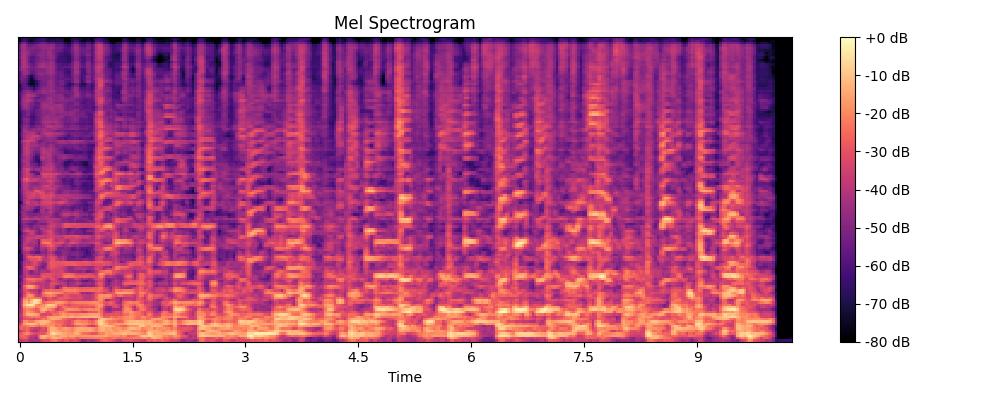 Mel Spectrogram
+0 dB
-10 dB
-20 dB
-30 dB
-40 dB
-50 dB
-60 dB
-70 dB
-80 dB
0 1.5 3 4.5 6 7.5 9
Time